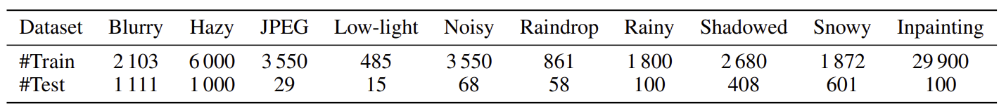 Dataset Blurry Hazy JPEG Low-light Noisy Raindrop Rainy Shadowed Snowy Inpainting
#Train 2 103 6 000 3 550 485 3 550 861 1 800 2 680 1 872 29 900
#Test 1 111 1 000 29 15 68 58 100 408 601 100